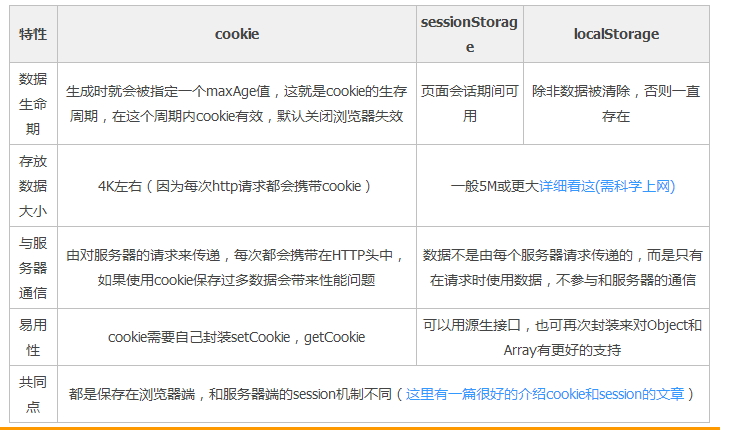 特性
cookie
sessionStorag
e
localStorage
数据
生命
期
生成时就会被指定一个maxAge值，这就是cookie的生存
周期，在这个周期内cookie有效，默认关闭浏览器失效
页面会话期间可
用
除非数据被清除，否则一直
存在
存放
数据
大小
4K左右（因为每次http请求都会携带cookie）
一般5M或更大详细看这(需科学上网)
与服
务器
通信
由对服务器的请求来传递，每次都会携带在HTTP头中，
如果使用cookie保存过多数据会带来性能问题
数据不是由每个服务器请求传递的，而是只有
在请求时使用数据，不参与和服务器的通信
易用
性
cookie需要自己封装setCookie，getCookie
可以用源生接口，也可再次封装来对Object和
Array有更好的支持
共同
点
都是保存在浏览器端，和服务器端的session机制不同（这里有一篇很好的介绍cookie和session的文章）